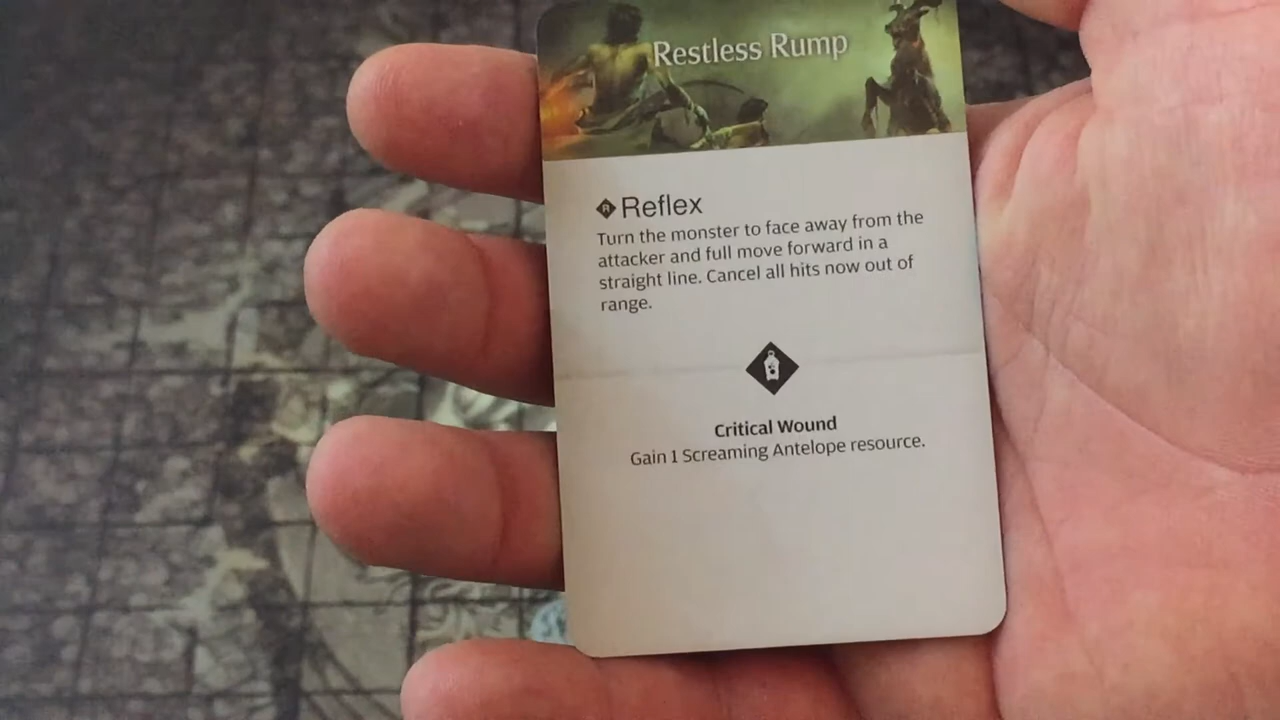 Restless Rump
R Reflex
Turn the monster to face away from the
attacker and full move forward in a
straight line. Cancel all hits now out of
range.
Critical Wound
Gain 1 Screaming Antelope resource.